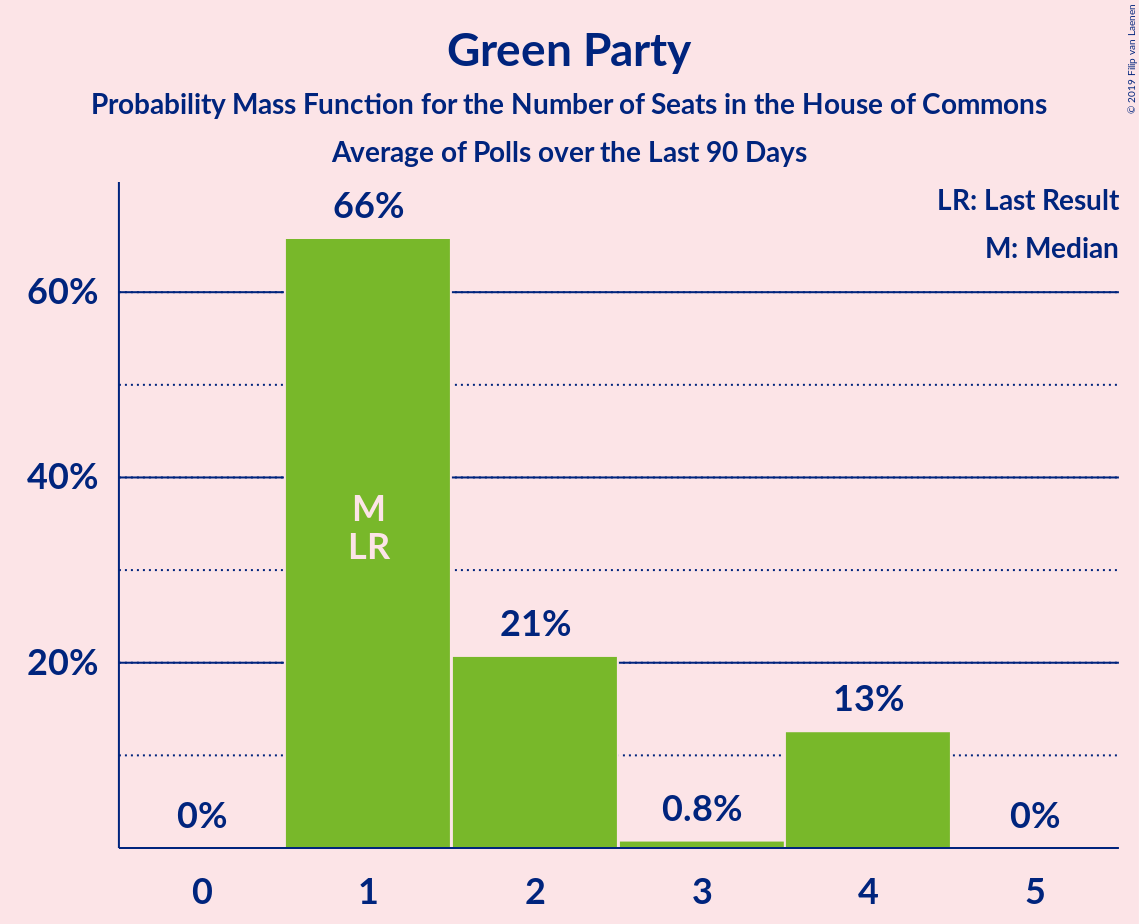 Green Party
Probability Mass Function for the Number of Seats in the House of Commons
Average of Polls over the Last 90 Days
© 2019 Filip van Laenen
LR: Last Result
M: Median
66%
60%
40%
M
LR
21%
20%
13%
0%
0.8%
0%
0 1 2 3 4 5